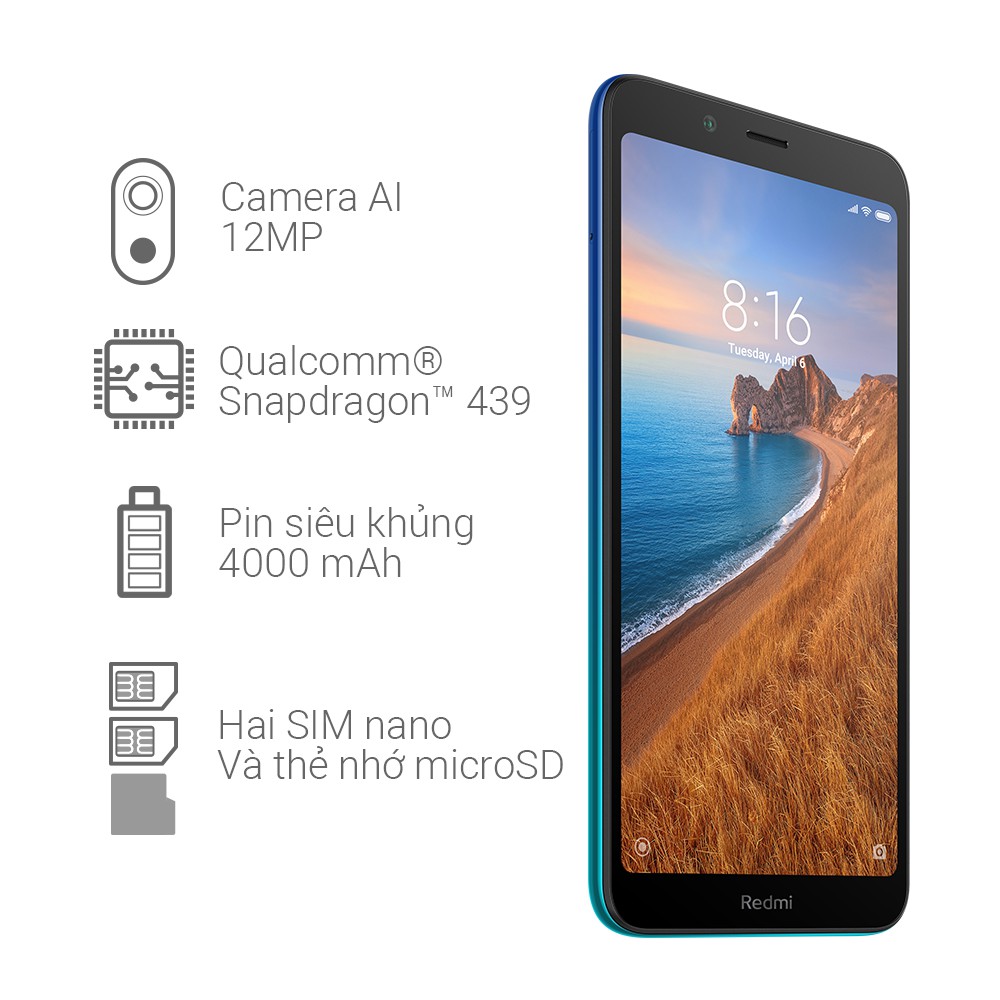 Camera AI
12MP
Qualcomm®
Snapdragon™ 439
Pin siêu khủng
4000 mAh
Hai SIM nano
Và thẻ nhớ microSD
8:16
Tuesday, April 6
Redmi